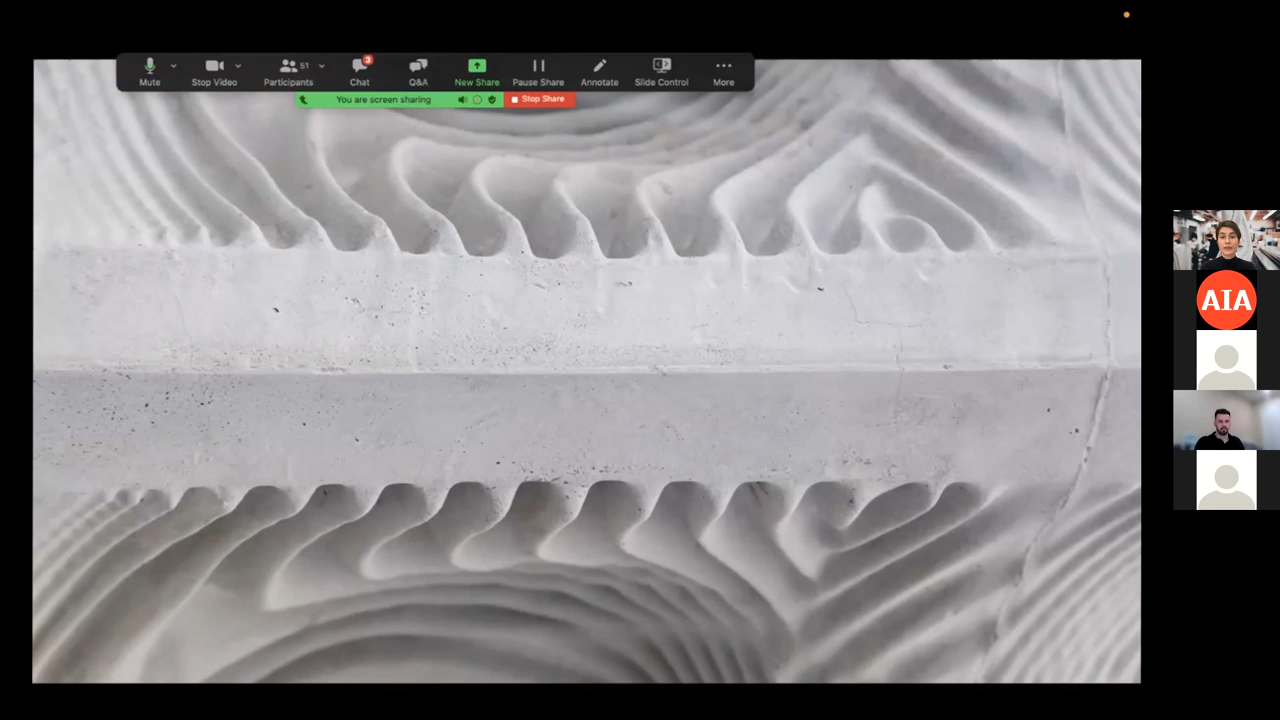 Mute
Stop Video
51
Participants
3
Chat
Q&A
New Share
Pause Share
Annotate
Slide Control
More
You are screen sharing
Stop Share
AIA